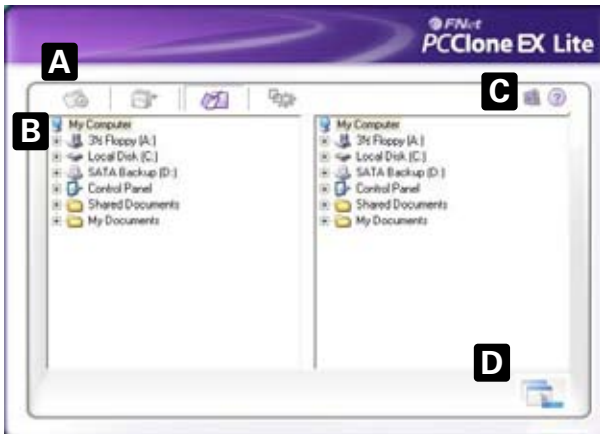 FNet
PCClone EX Lite
A
C
B
My Computer
3½ Floppy (A:)
Local Disk (C:)
SATA Backup (D:)
Control Panel
Shared Documents
My Documents
My Computer
3½ Floppy (A:)
Local Disk (C:)
SATA Backup (D:)
Control Panel
Shared Documents
My Documents
D